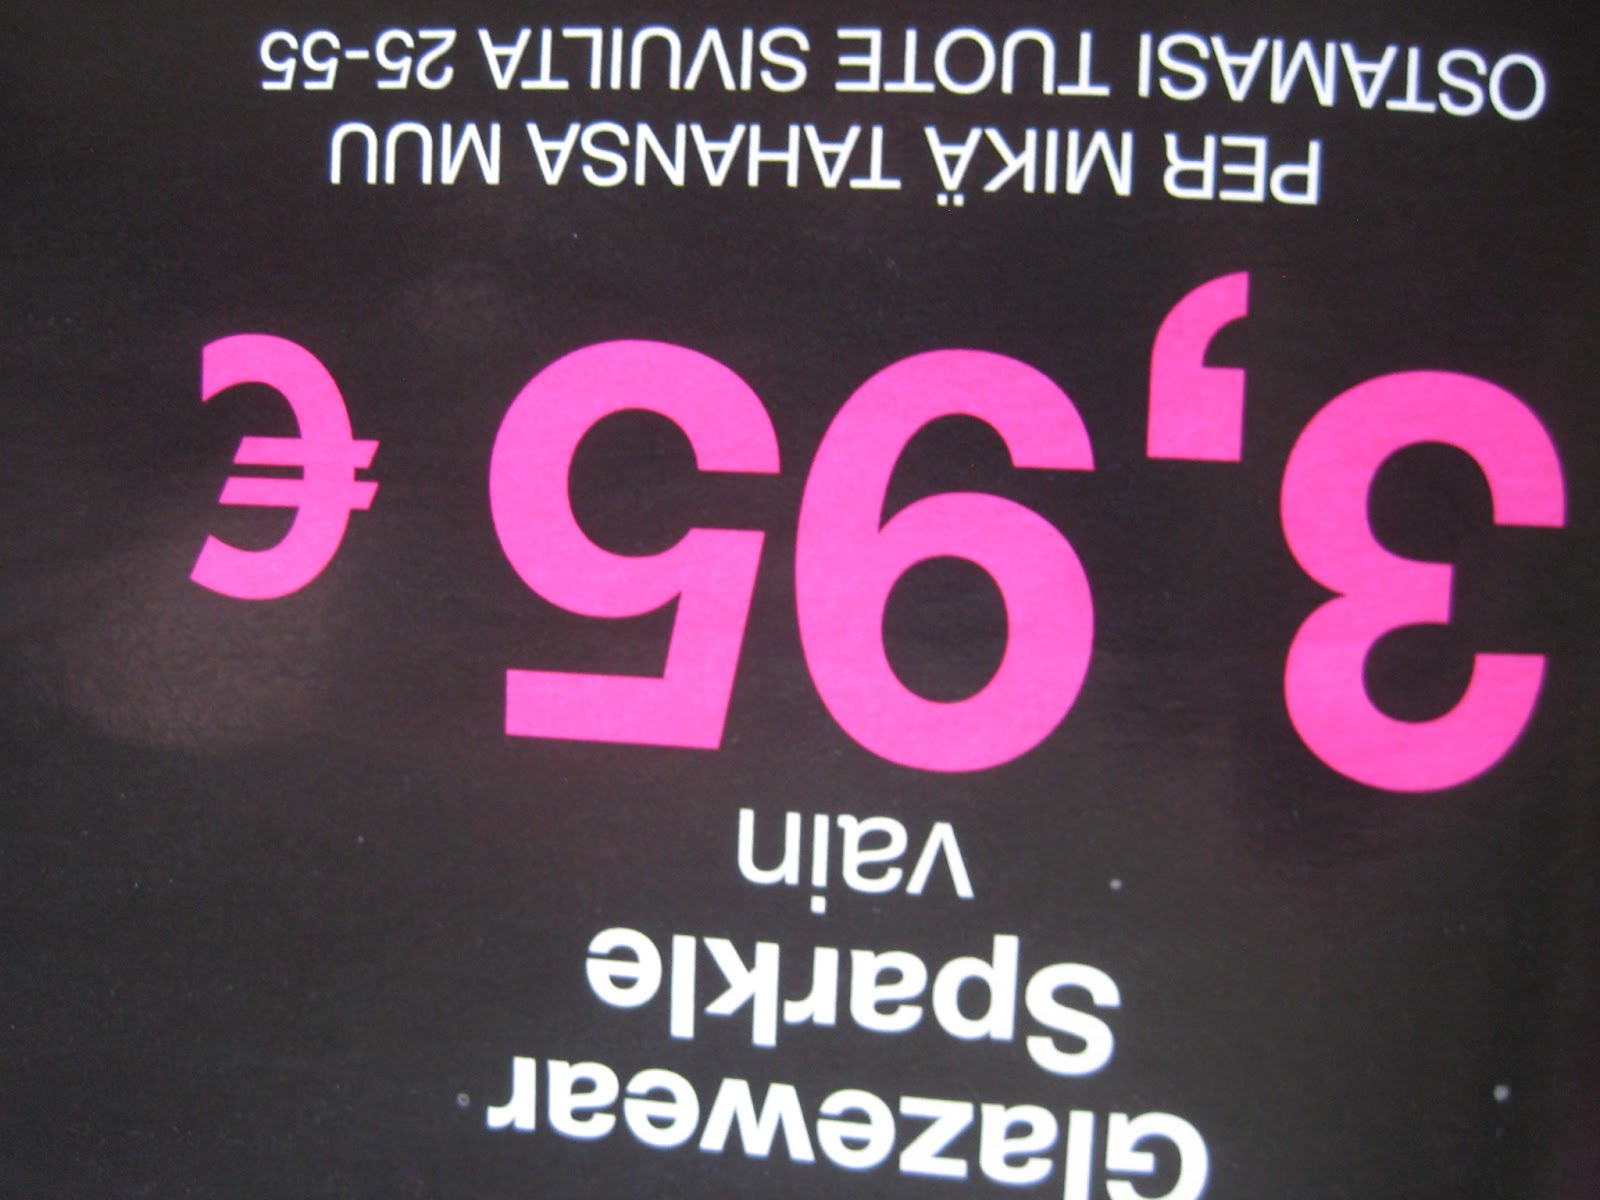 Glazewear
Sparkle
vain
3,95 €
PER MIKÄ TAHANSA MUU
OSTAMASI TUOTE SIVUILTA 25-55